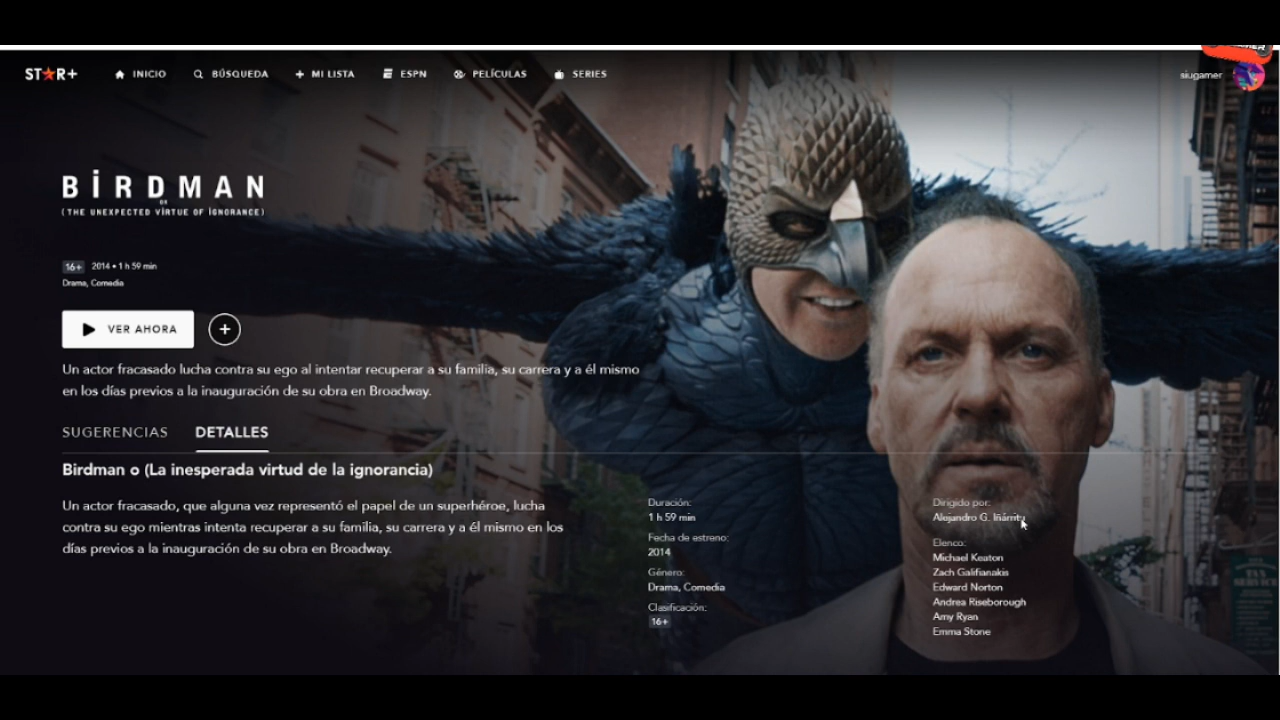 ST★R+
INICIO
BÚSQUEDA
MI LISTA
ESPN
PELÍCULAS
SERIES
siugamer
BiRDMAN
OR
(THE UNEXPECTED ViRTUE OF iGNORANCE)
16+ 2014 • 1 h 59 min
Drama, Comedia
VER AHORA
Un actor fracasado lucha contra su ego al intentar recuperar a su familia, su carrera y a él mismo
en los días previos a la inauguración de su obra en Broadway.
SUGERENCIAS
DETALLES
Birdman o (La inesperada virtud de la ignorancia)
Un actor fracasado, que alguna vez representó el papel de un superhéroe, lucha
contra su ego mientras intenta recuperar a su familia, su carrera y a él mismo en los
días previos a la inauguración de su obra en Broadway.
Duración:
1 h 59 min
Fecha de estreno:
2014
Género:
Drama, Comedia
Clasificación:
16+
Dirigido por:
Alejandro G. Iñárritu
Elenco:
Michael Keaton
Zach Galifianakis
Edward Norton
Andrea Riseborough
Amy Ryan
Emma Stone
TAX
SERVICE